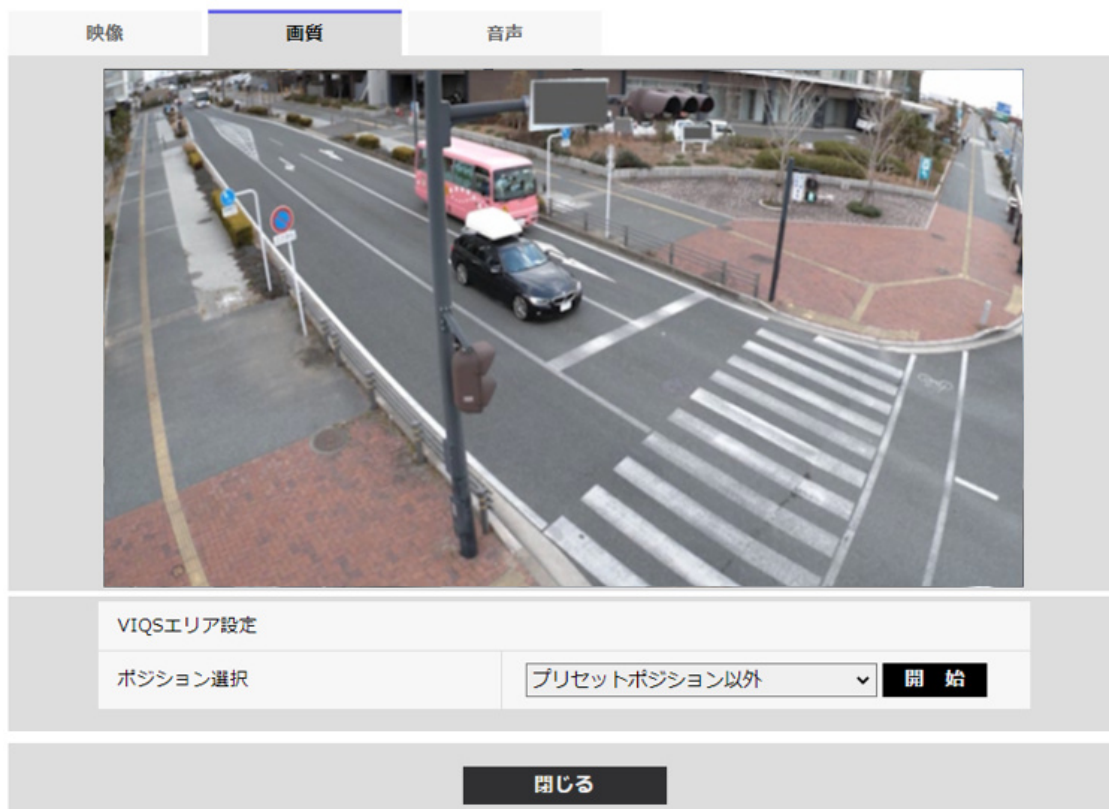 映像
画質
音声
VIQSエリア設定
ポジション選択
プリセットポジション以外
開 始
閉じる